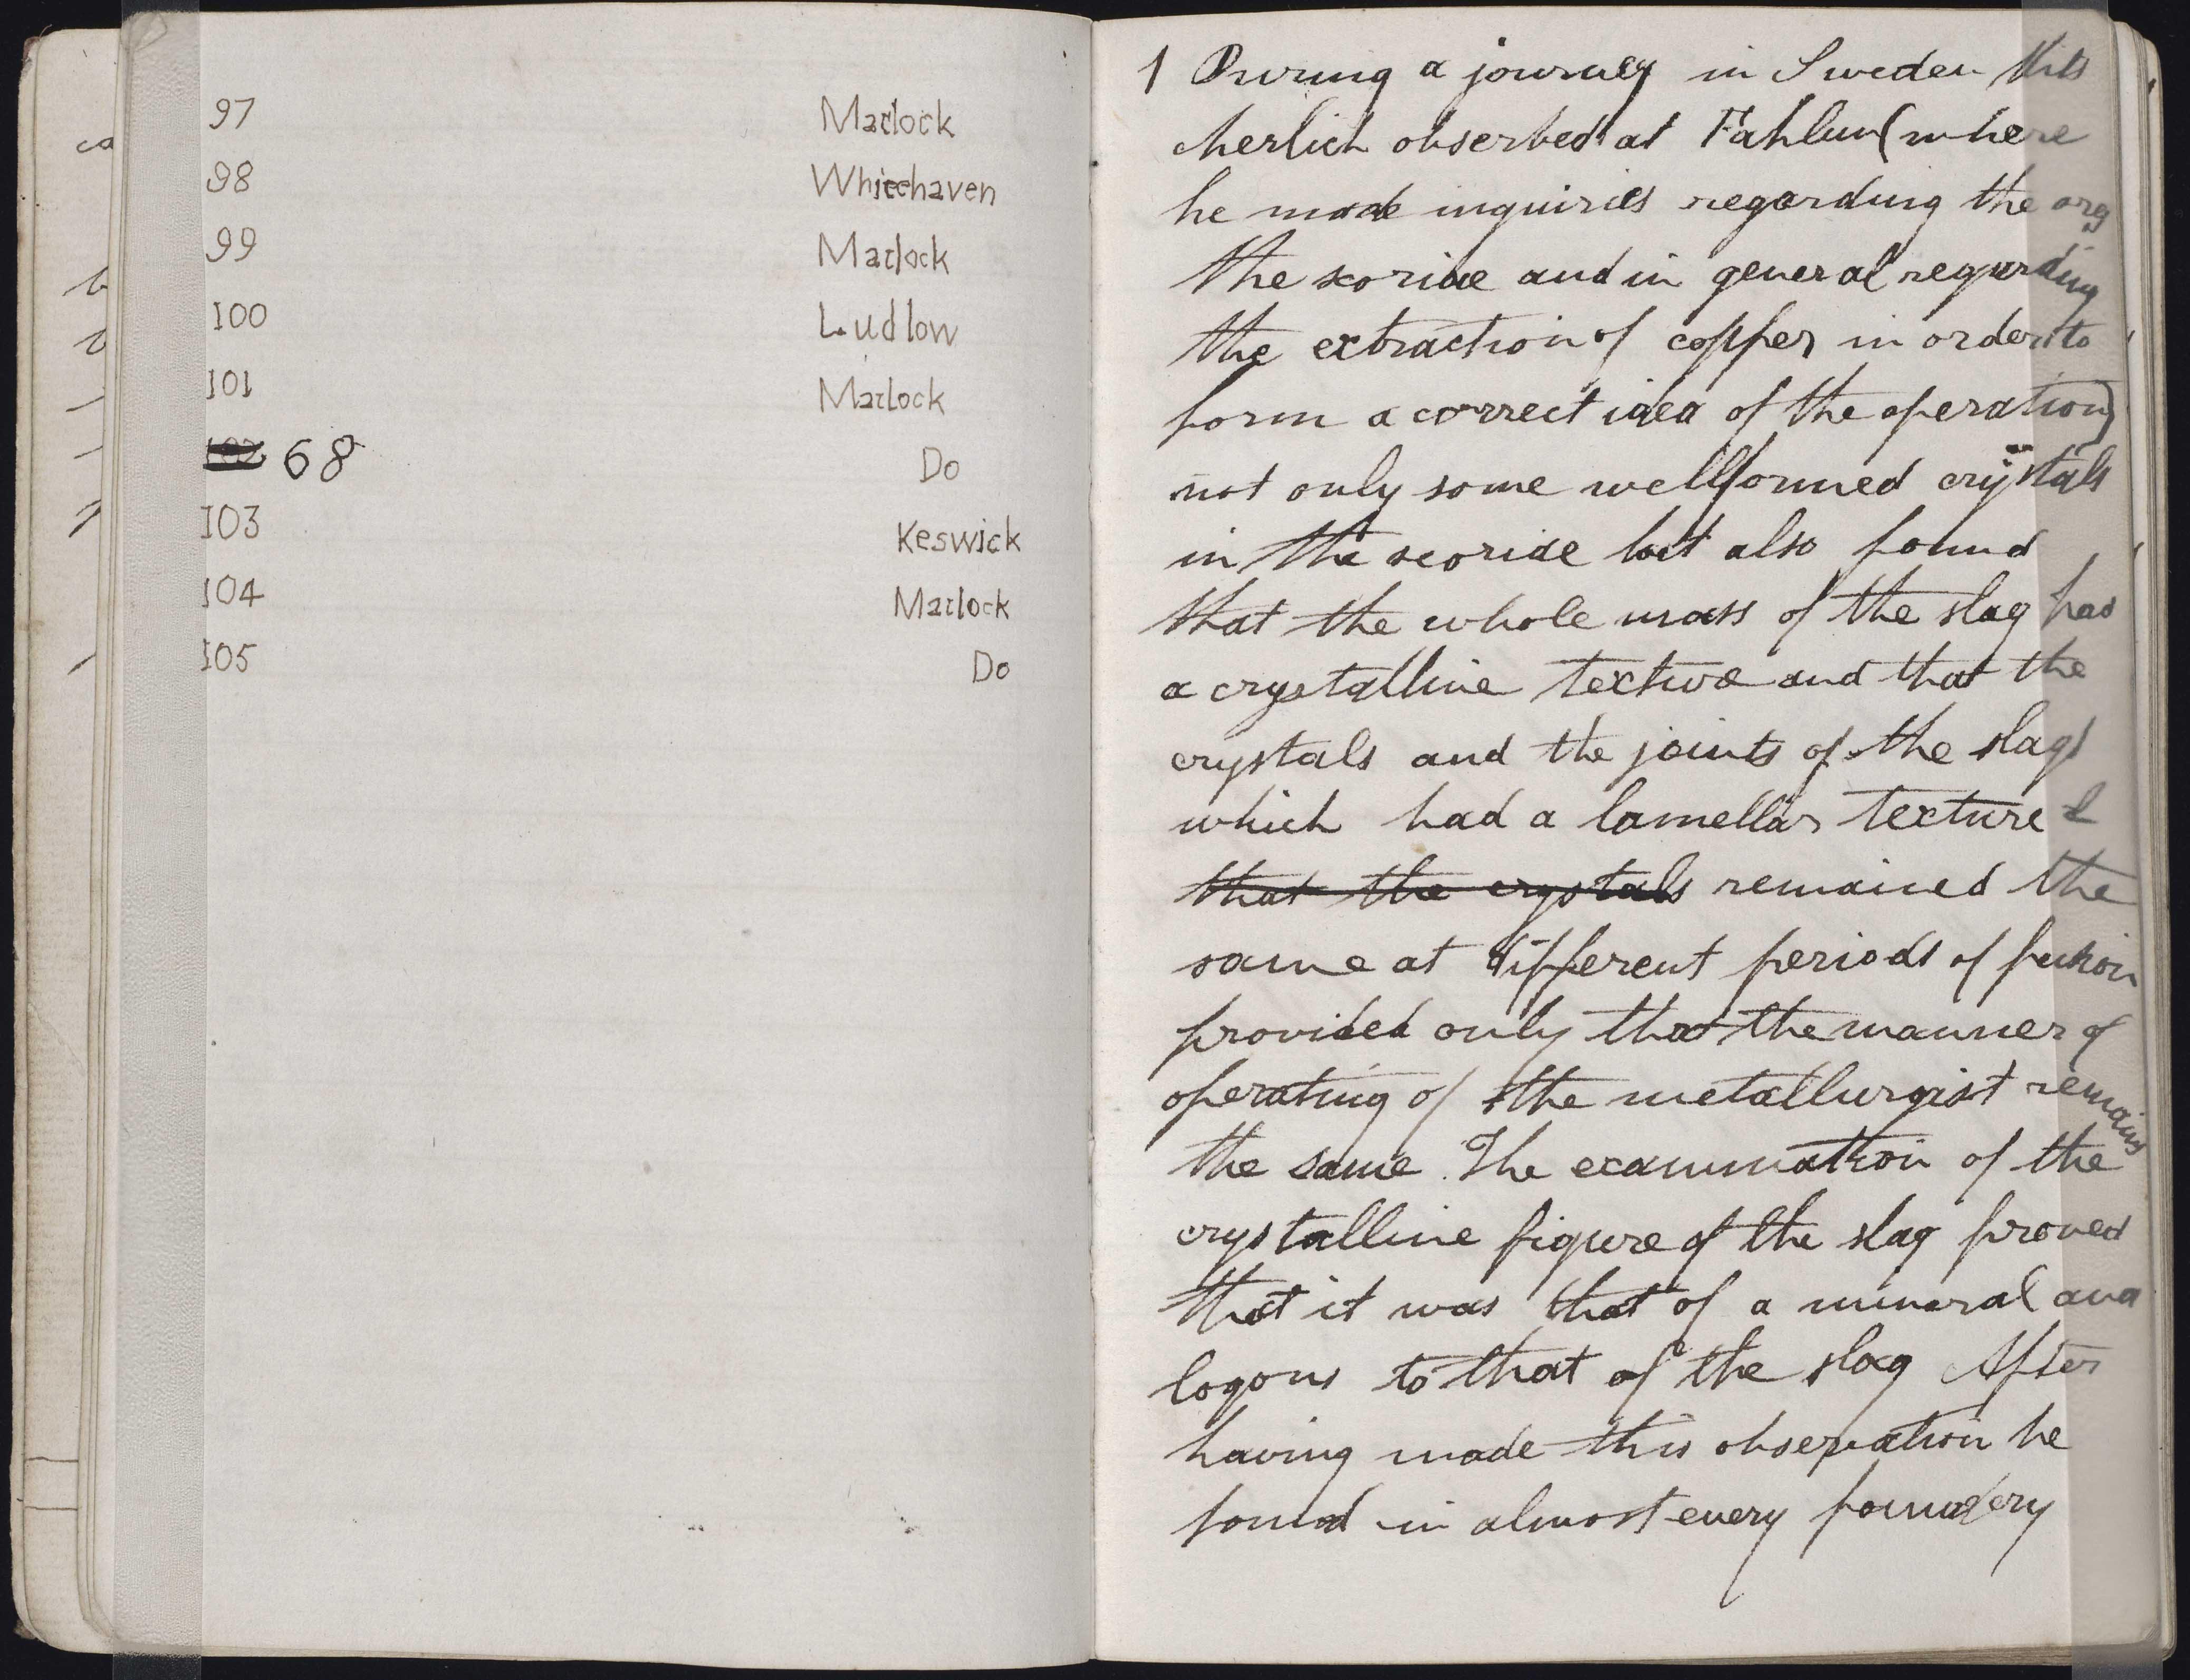 97 Matlock
98 Whitehaven
99 Matlock
100 Ludlow
101 Matlock
102 68 Do
103 Keswick
104 Matlock
105 Do
1 During a journey in Sweden Mits
cherlich observed at Fahlun (where
he made inquiries regarding the
the scoriae and in general regarding
the extraction of copper in order to
form a correct idea of the operation)
not only some wellformed crystals
in the scoriae but also found
that the whole mass of the slag had
a crystalline texture and that the
crystals and the joints of the slags
which had a lamellar texture &
that the crystals remained the
same at different periods of fusion
provided only that the manner of
operating of the metallurgist remains
the same. The examination of the
crystalline figure of the slag proved
that it was that of a mineral ana
logous to that of the slag After
having made this observation he
found in almost every foundery